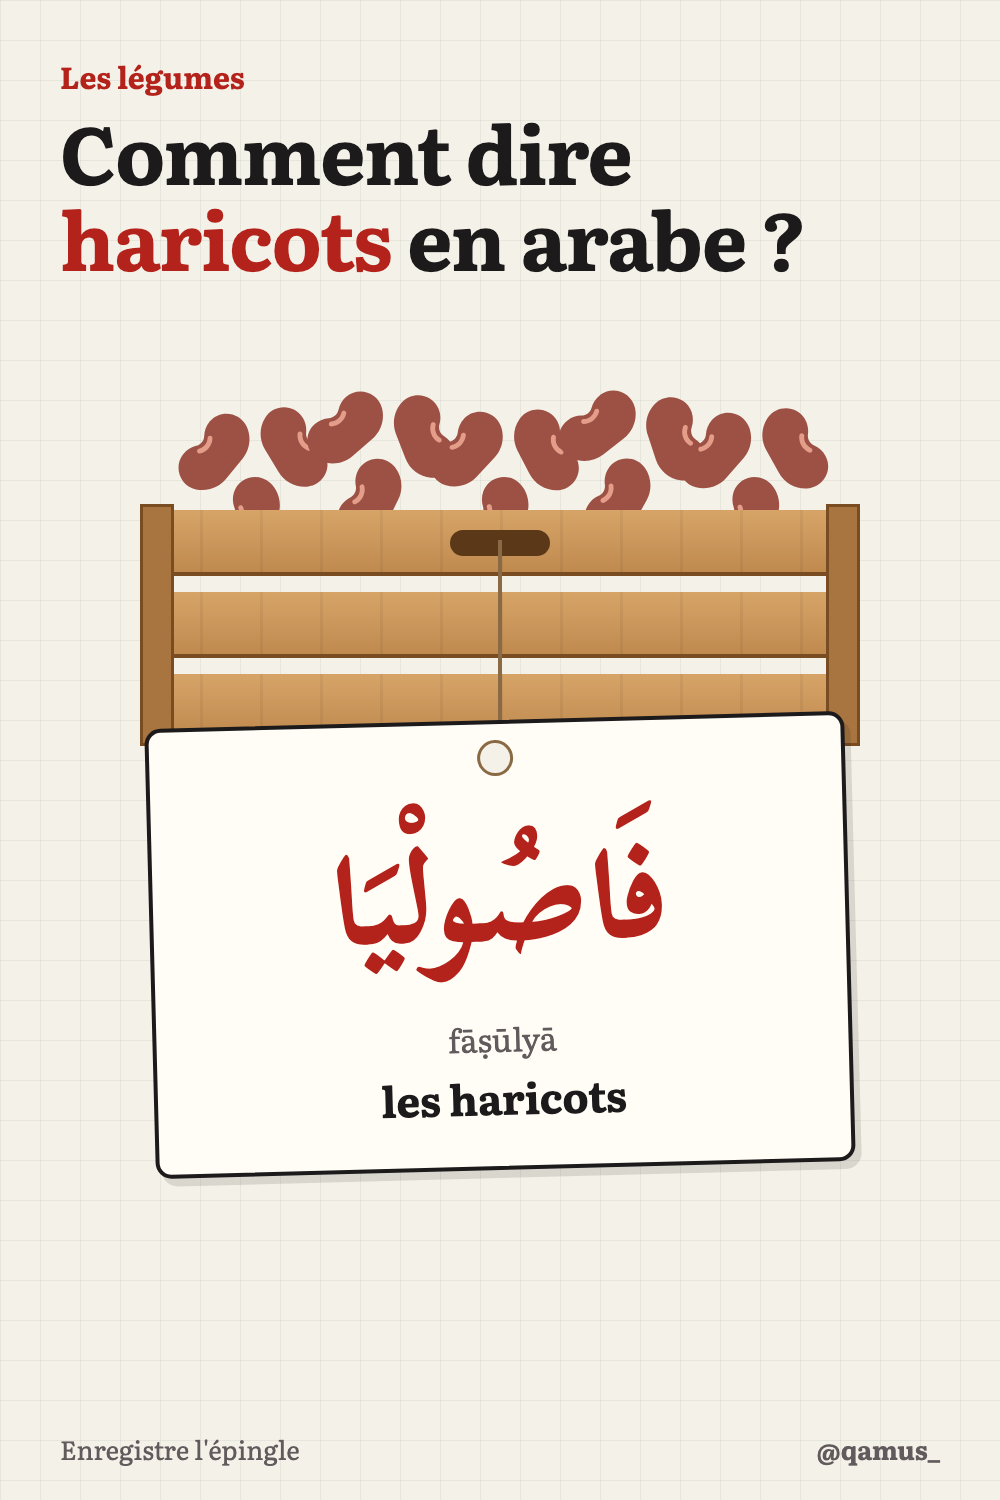 Les légumes
Comment dire
haricots en arabe ?
فَاصُولْيَا
fāṣūlyā
les haricots
Enregistre l'épingle
@qamus_